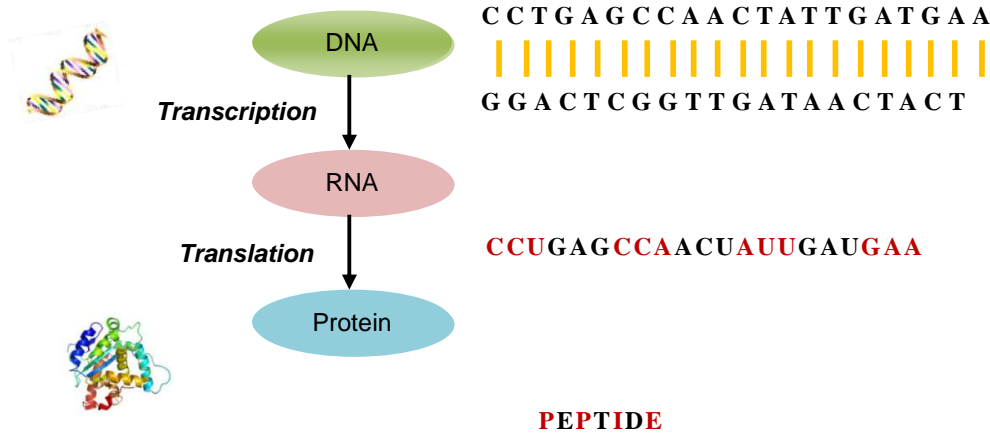 C C T G A G C C A A C T A T T G A T G A A
DNA
G G A C T C G G T T G A T A A C T A C T
Transcription
RNA
Translation
CCUGAGCCAACUAUUGAUGAA
Protein
PEPTIDE